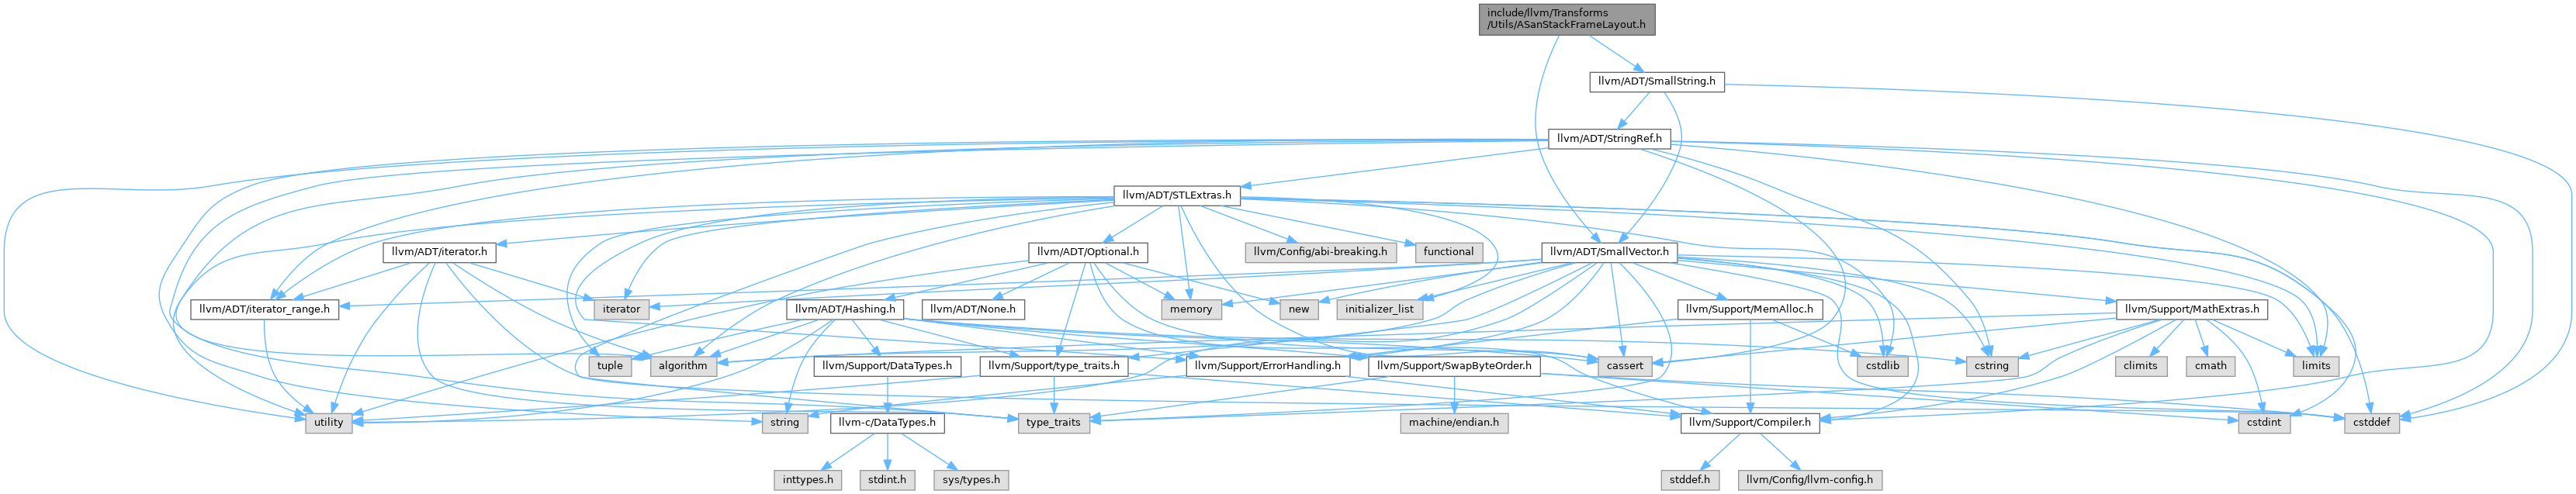 include/llvm/Transforms
/Utils/ASanStackFrameLayout.h
llvm/ADT/SmallString.h
llvm/ADT/StringRef.h
llvm/ADT/STLExtras.h
llvm/ADT/iterator.h
llvm/ADT/Optional.h
llvm/Config/abi-breaking.h
functional
llvm/ADT/SmallVector.h
llvm/ADT/iterator_range.h
iterator
llvm/ADT/Hashing.h
llvm/ADT/None.h
memory
new
initializer_list
llvm/Support/MemAlloc.h
llvm/Support/MathExtras.h
tuple
algorithm
llvm/Support/DataTypes.h
llvm/Support/type_traits.h
llvm/Support/ErrorHandling.h
llvm/Support/SwapByteOrder.h
cassert
cstdlib
cstring
climits
cmath
limits
utility
string
llvm-c/DataTypes.h
type_traits
machine/endian.h
llvm/Support/Compiler.h
cstdint
cstddef
inttypes.h
stdint.h
sys/types.h
stddef.h
llvm/Config/llvm-config.h